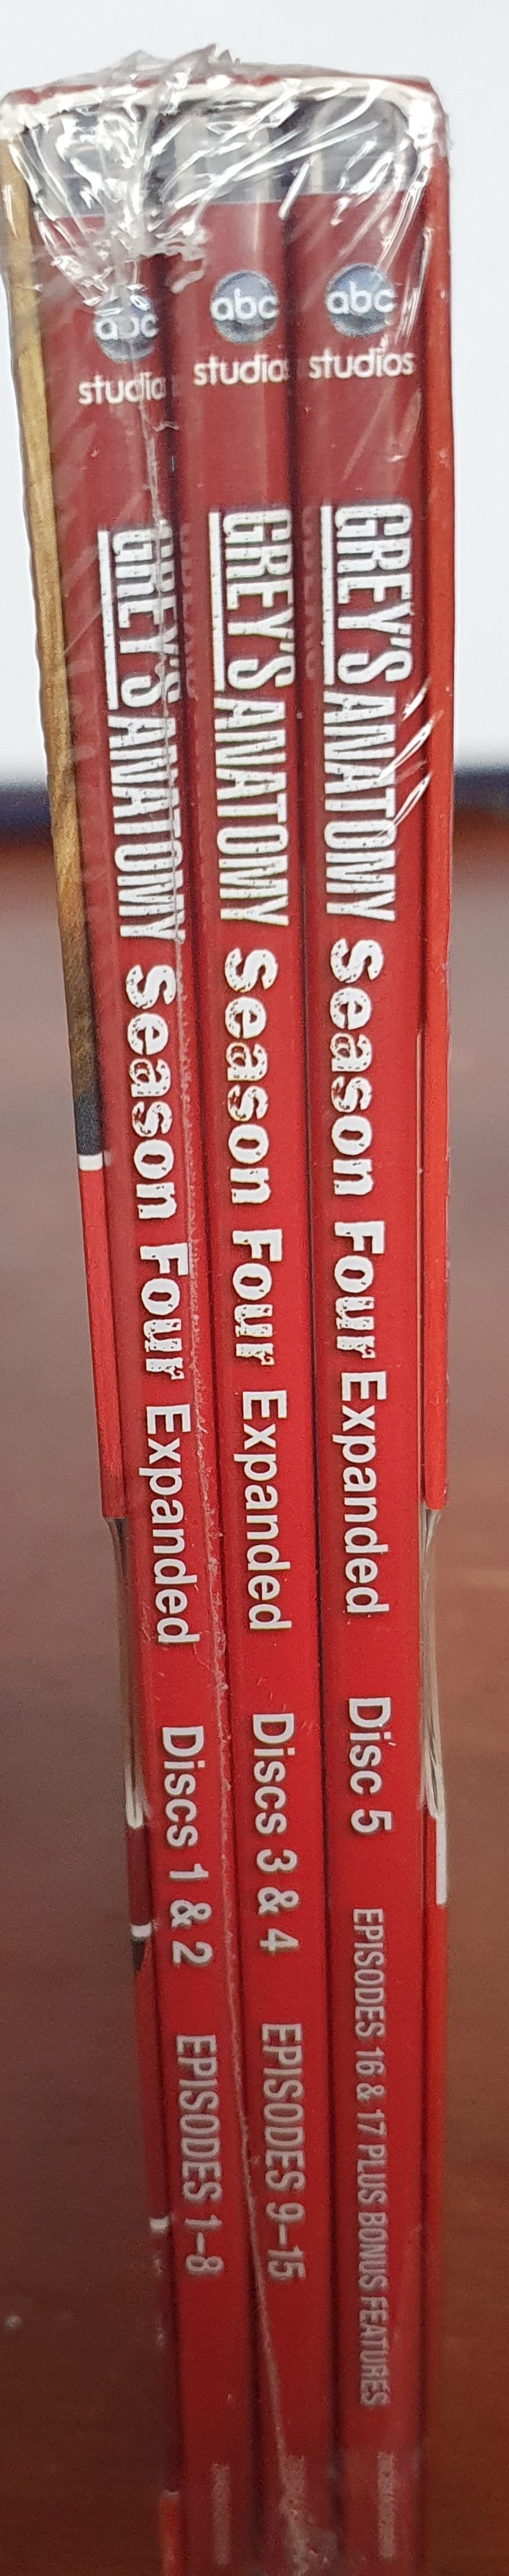 abc
studios
GREY'S ANATOMY Season Four Expanded Disc 5 EPISODES 16 & 17 PLUS BONUS FEATURES
abc
studios
GREY'S ANATOMY Season Four Expanded Discs 3 & 4 EPISODES 9-15
abc
studios
GREY'S ANATOMY Season Four Expanded Discs 1 & 2 EPISODES 1-8